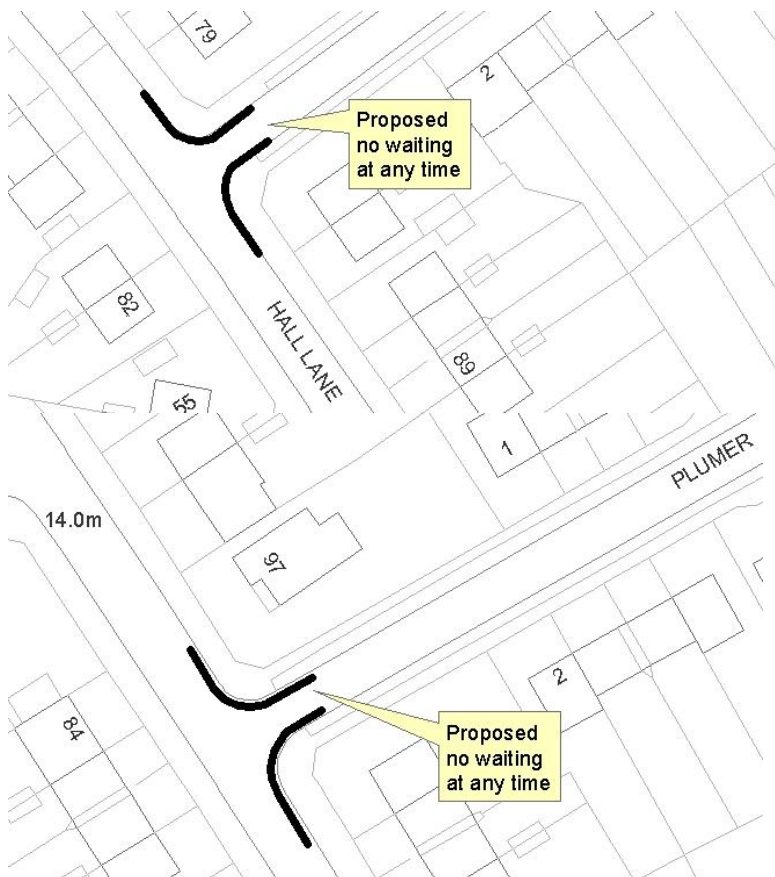 79
2
Proposed
no waiting
at any time
82
HALL LANE
89
55
1
PLUMER
14.0m
97
2
84
Proposed
no waiting
at any time